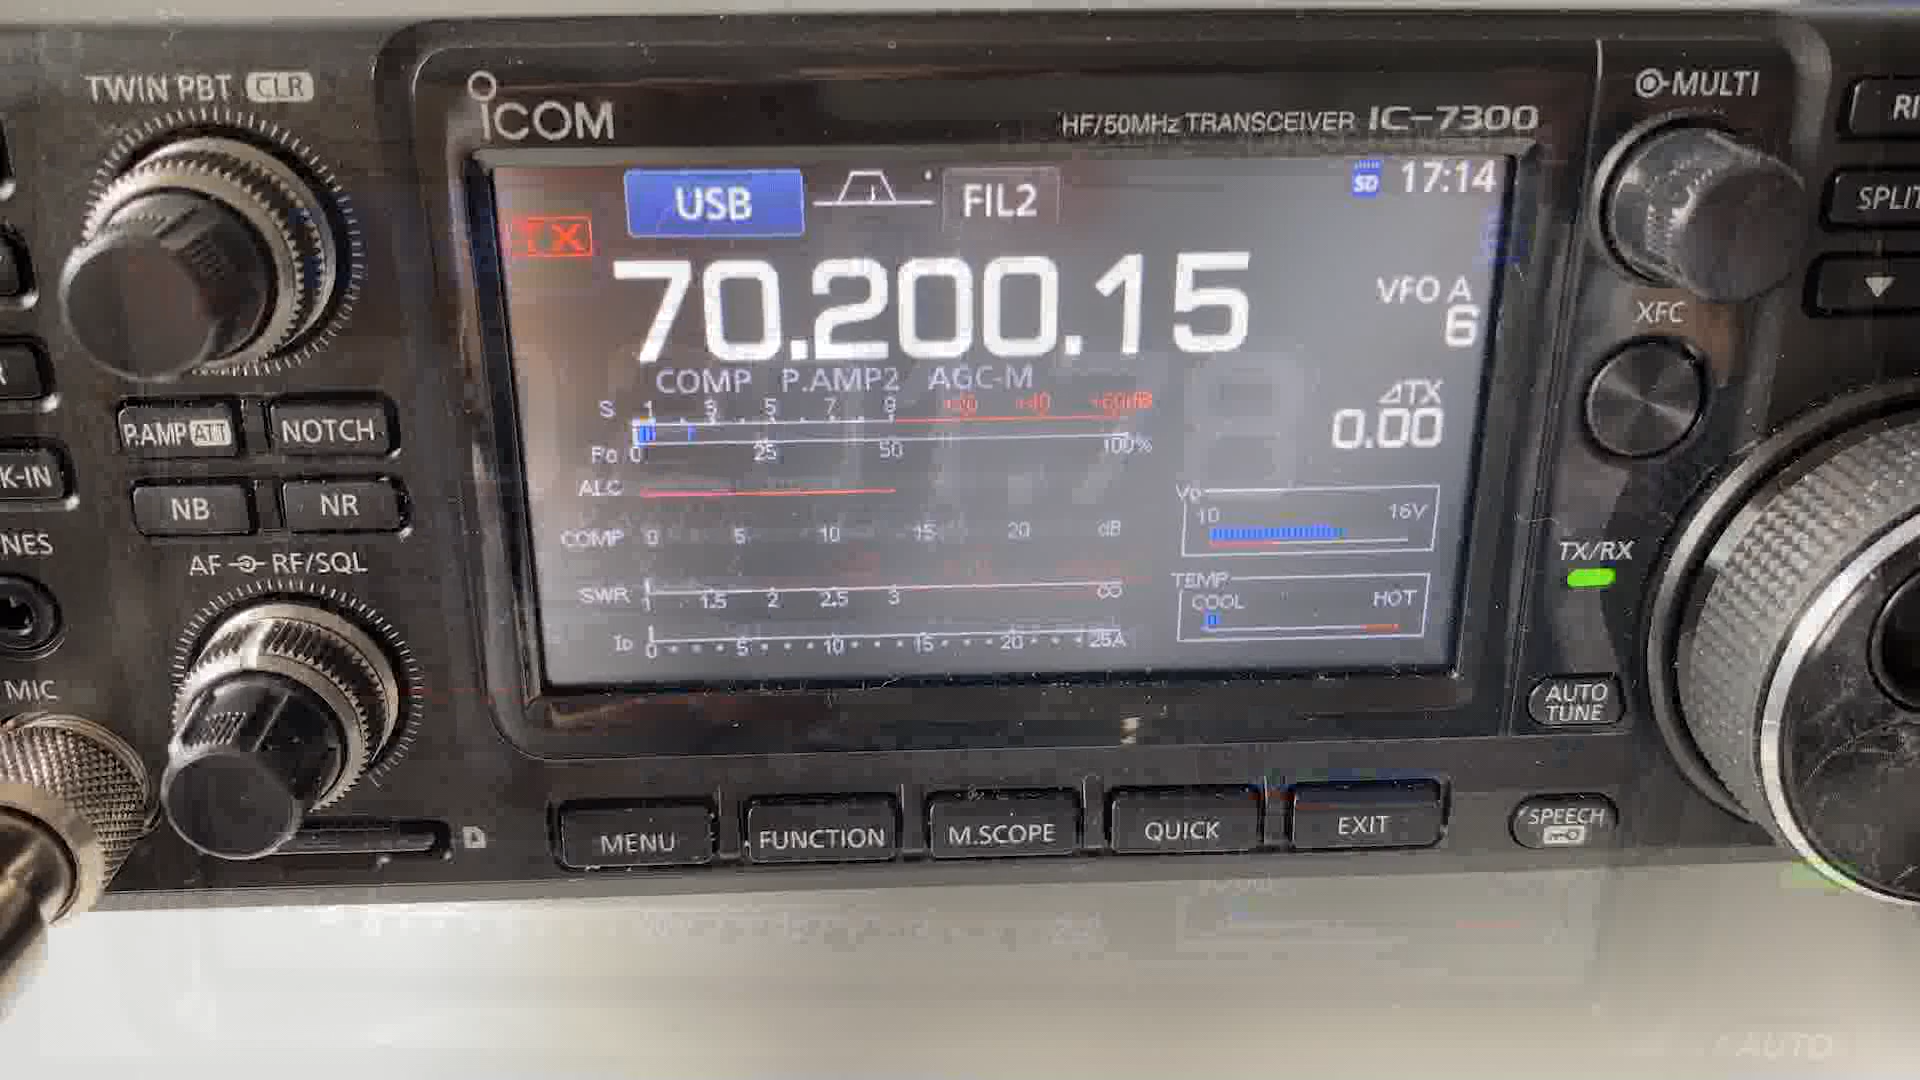 TWIN PBT CLR
ICOM
HF/50MHz TRANSCEIVER IC-7300
MULTI
USB
FIL2
SD
17:14
TX
SPLIT
70.200.15
VFO A
6
XFC
COMP P.AMP2 AGC-M
ΔTX
0.00
S 1 3 5 7 9 +20 +40 +60dB
Po 0 25 50 100%
P.AMP ATT
NOTCH
K-IN
NB
NR
ALC
VD
10 16V
COMP 0 5 10 15 20 dB
NES
AF RF/SQL
TX/RX
TEMP
COOL HOT
SWR 1 1.5 2 2.5 3 ∞
ID 0 5 10 15 20 25A
MIC
AUTO
TUNE
MENU
FUNCTION
M.SCOPE
QUICK
EXIT
SPEECH
AUTO